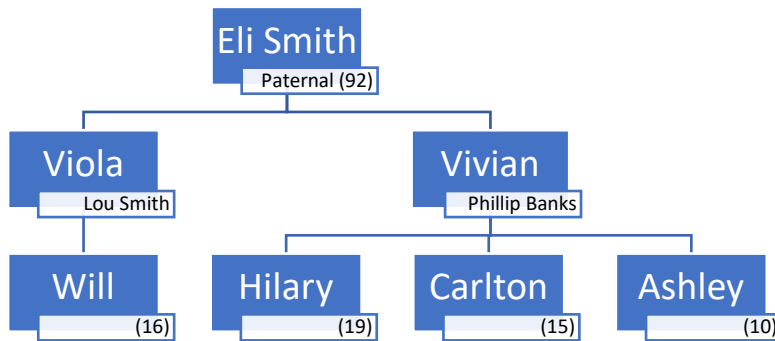 Eli Smith
Paternal (92)
Viola
Lou Smith
Vivian
Phillip Banks
Will
(16)
Hilary
(19)
Carlton
(15)
Ashley
(10)